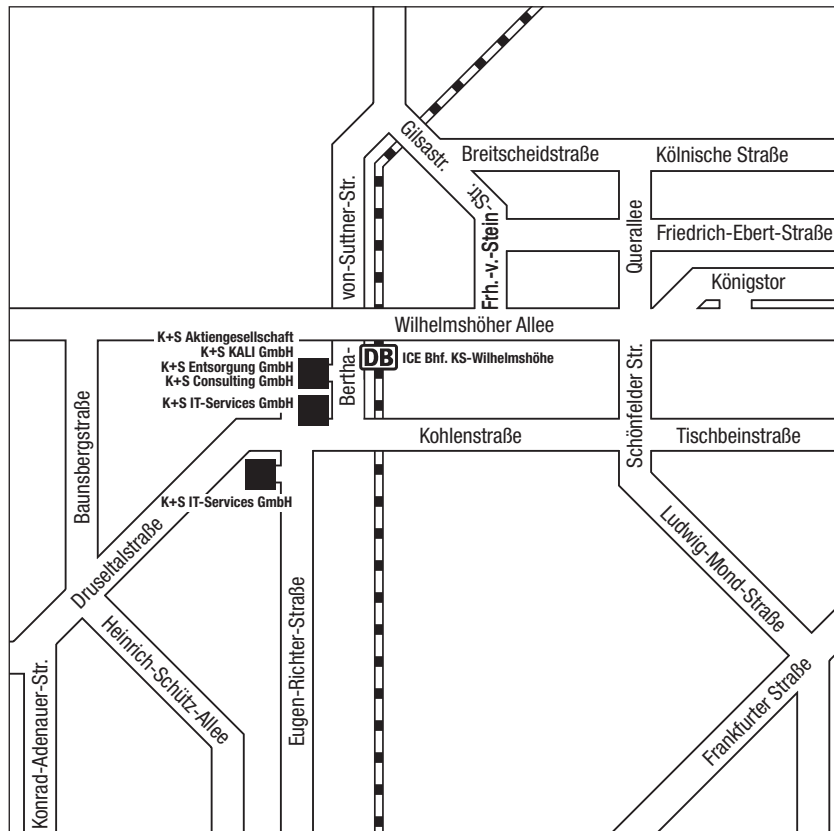 Gilsastr.
Breitscheidstraße
Kölnische Straße
von-Suttner-Str.
Frh.-v.-Stein-Str.
Querallee
Friedrich-Ebert-Straße
Königstor
Wilhelmshöher Allee
K+S Aktiengesellschaft
K+S KALI GmbH
K+S Entsorgung GmbH
K+S Consulting GmbH
K+S IT-Services GmbH
Bertha-
DB
ICE Bhf. KS-Wilhelmshöhe
Kohlenstraße
Schönfelder Str.
Tischbeinstraße
Baunsbergstraße
K+S IT-Services GmbH
Druseltalstraße
Ludwig-Mond-Straße
Heinrich-Schütz-Allee
Eugen-Richter-Straße
Konrad-Adenauer-Str.
Frankfurter Straße